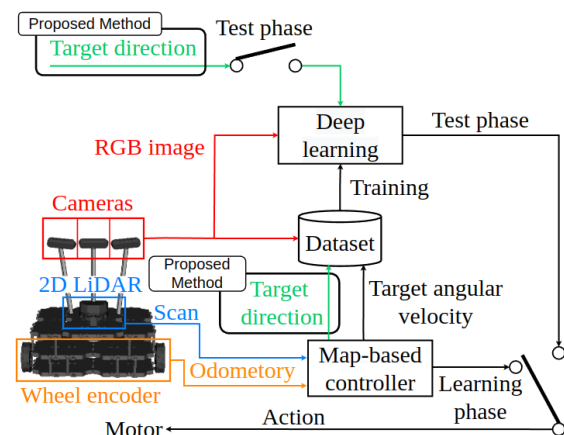 Proposed Method
Test phase
Target direction
Deep
learning
Test phase
RGB image
Training
Cameras
Dataset
Proposed
Method
2D LiDAR
Target
direction
Target angular
velocity
Scan
Map-based
controller
Odometory
Learning
phase
Wheel encoder
Action
Motor